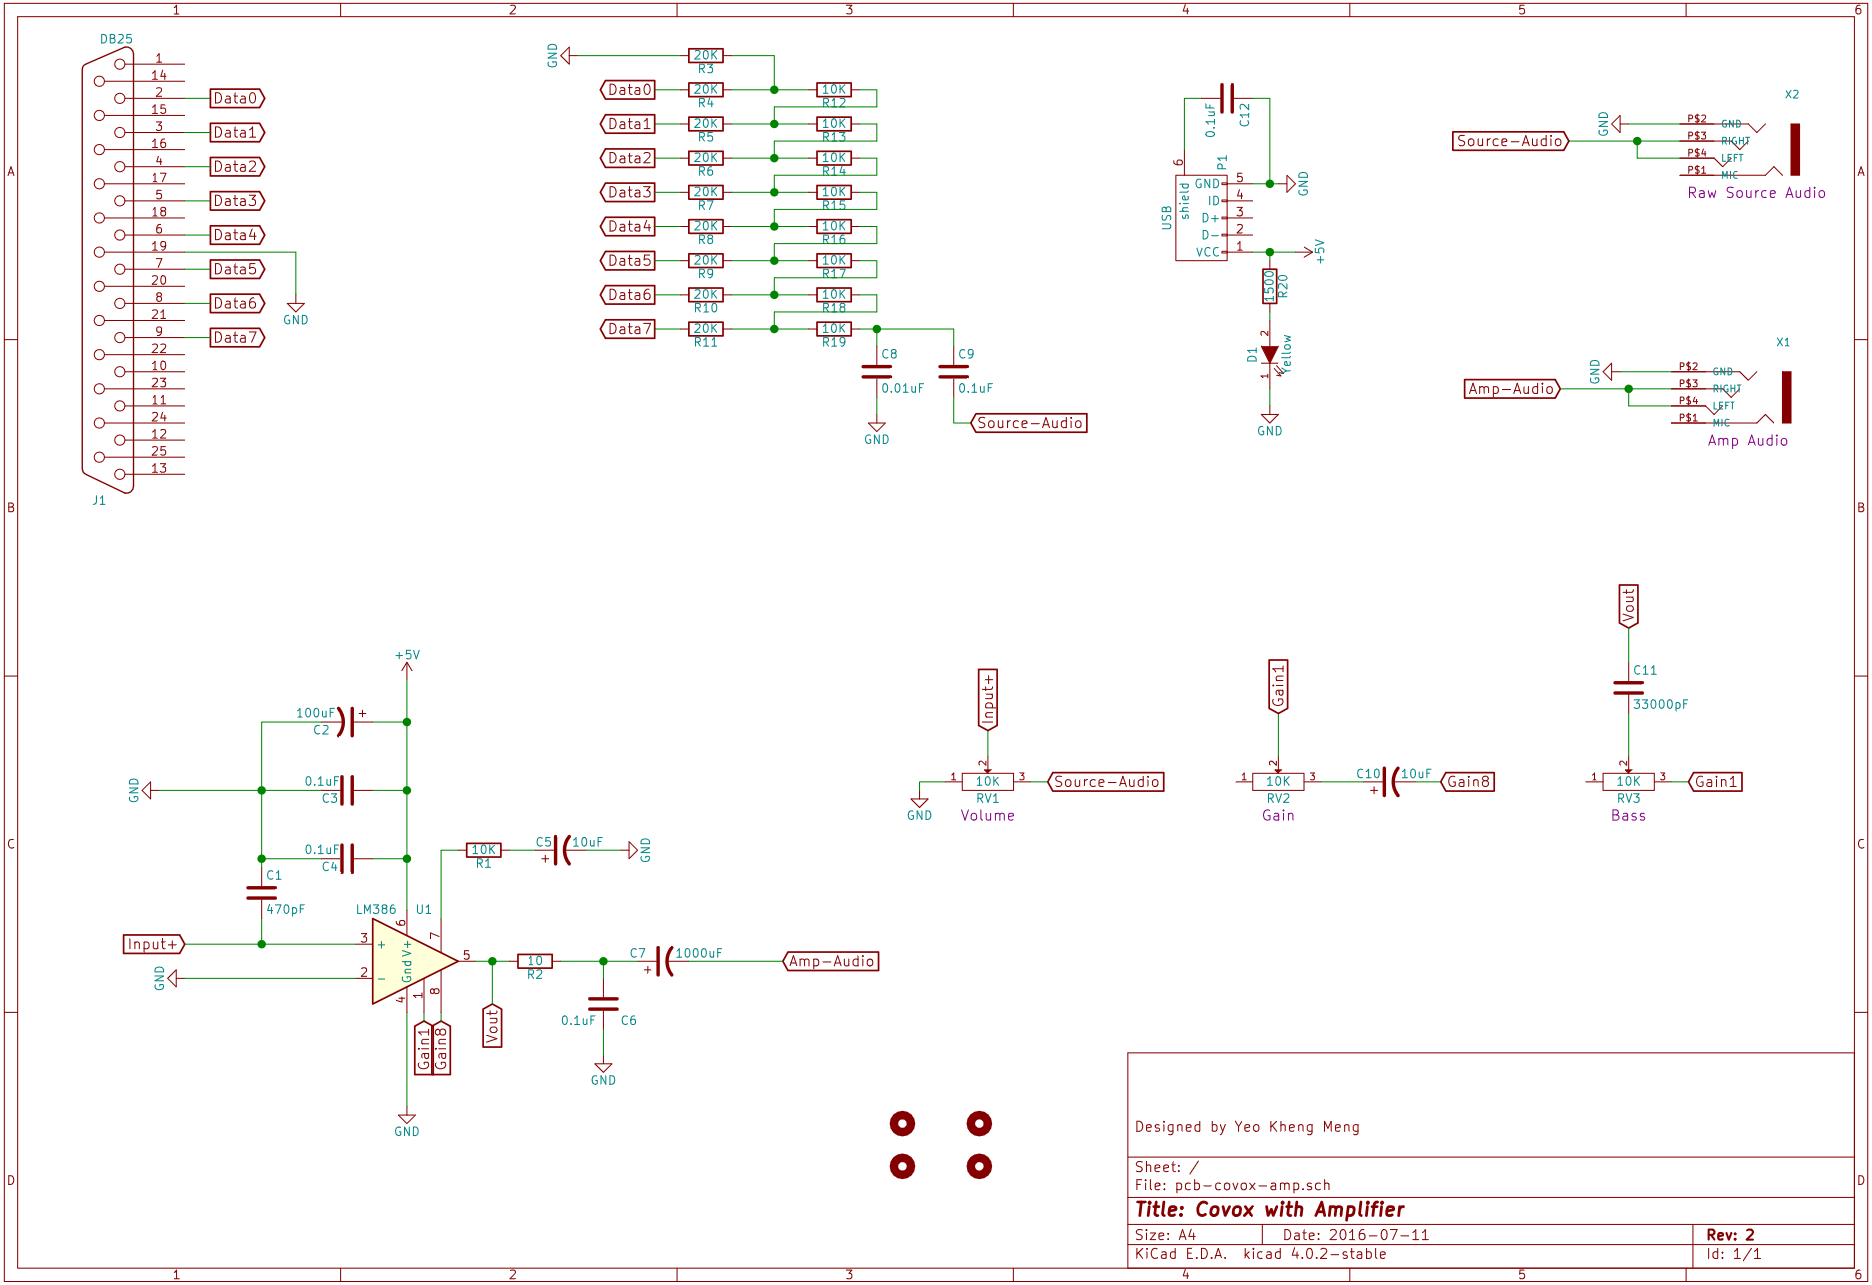 1 2 3 4 5 6
A
B
C
D
A
B
C
D
1 2 3 4 5 6
DB25
1
14
2 Data0
15
3 Data1
16
4 Data2
17
5 Data3
18
6 Data4
19
7 Data5
20
8 Data6
21
9 Data7
22
10
23
11
24
12
25
13
GND
J1
GND 20K
R3
Data0 20K 10K
R4 R12
Data1 20K 10K
R5 R13
Data2 20K 10K
R6 R14
Data3 20K 10K
R7 R15
Data4 20K 10K
R8 R16
Data5 20K 10K
R9 R17
Data6 20K 10K
R10 R18
Data7 20K 10K
R11 R19
C8 C9
0.01uF 0.1uF
GND
Source-Audio
0.1uF C12
6 P1
USB
shield
GND 5 GND
ID 4
D+ 3
D- 2
VCC 1 +5V
1500 R20
2
D1 Yellow
1
GND
X2
GND P$2 GND
Source-Audio P$3 RIGHT
P$4 LEFT
P$1 MIC
Raw Source Audio
X1
GND P$2 GND
Amp-Audio P$3 RIGHT
P$4 LEFT
P$1 MIC
Amp Audio
+5V
100uF +
C2
GND
0.1uF
C3
0.1uF
C4
C1
470pF
10K
R1
C5 10uF
+
GND
LM386 U1
Input+ 3 +
GND 2 -
6 7
Gnd V+
4 1 8
5
10
R2
C7 1000uF
+
Amp-Audio
0.1uF C6
GND
Vout
Gain1
Gain8
GND
Input+
2
1 10K 3 Source-Audio
RV1
GND
Volume
Gain1
2
1 10K 3
RV2
Gain
C10 10uF
+
Gain8
Vout
C11
33000pF
2
1 10K 3 Gain1
RV3
Bass
Designed by Yeo Kheng Meng
Sheet: /
File: pcb-covox-amp.sch
Title: Covox with Amplifier
Size: A4 Date: 2016-07-11 Rev: 2
KiCad E.D.A. kicad 4.0.2-stable Id: 1/1